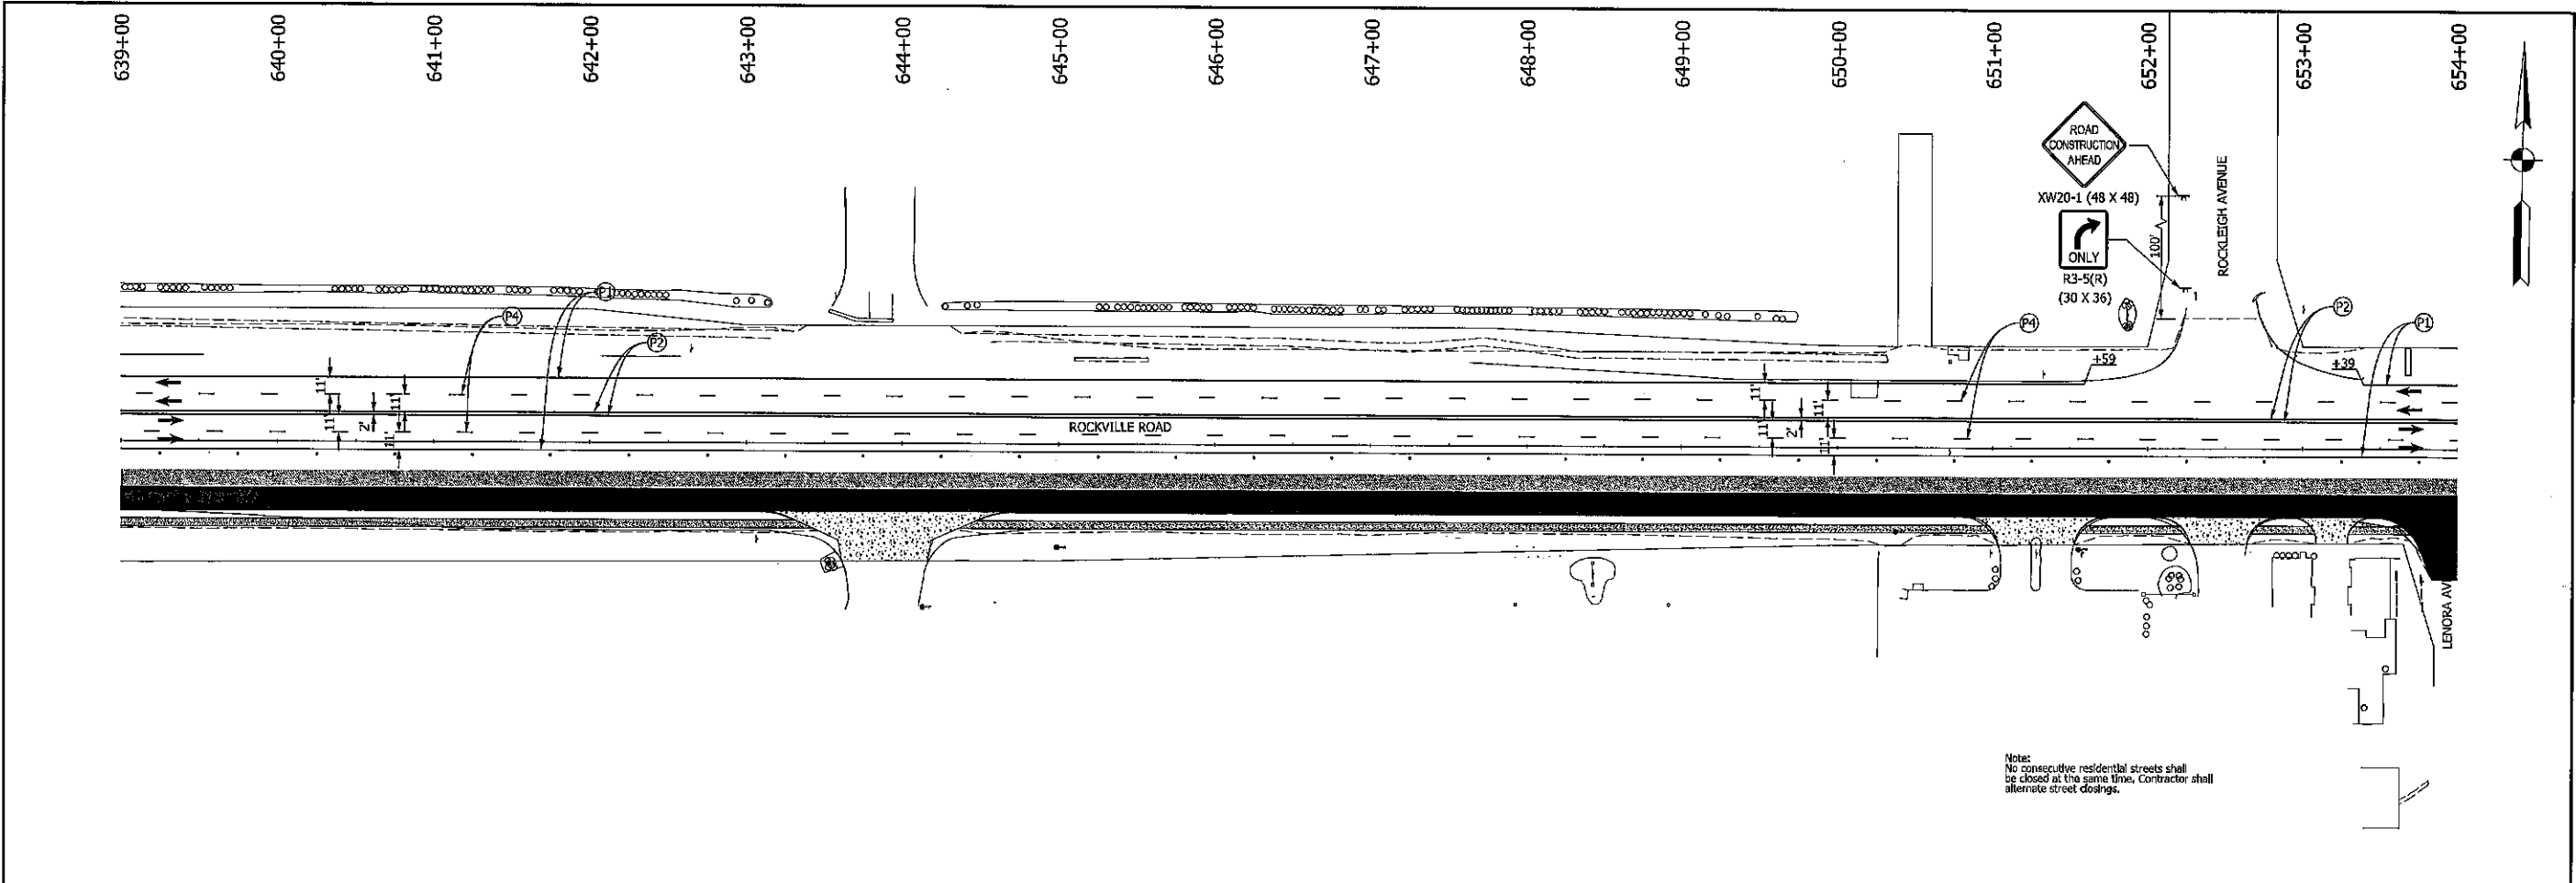 639+00
640+00
641+00
642+00
643+00
644+00
645+00
646+00
647+00
648+00
649+00
650+00
651+00
652+00
653+00
654+00
ROAD
CONSTRUCTION
AHEAD
XW20-1 (48 X 48)
ONLY
R3-5(R)
(30 X 36)
100'
ROCKLEIGH AVENUE
P1
P4
P2
P4
P2
P1
+59
+39
11'
11'
2'
11'
11'
11'
11'
2'
11'
11'
ROCKVILLE ROAD
LENORA AV
Note:
No consecutive residential streets shall
be closed at the same time. Contractor shall
alternate street closings.